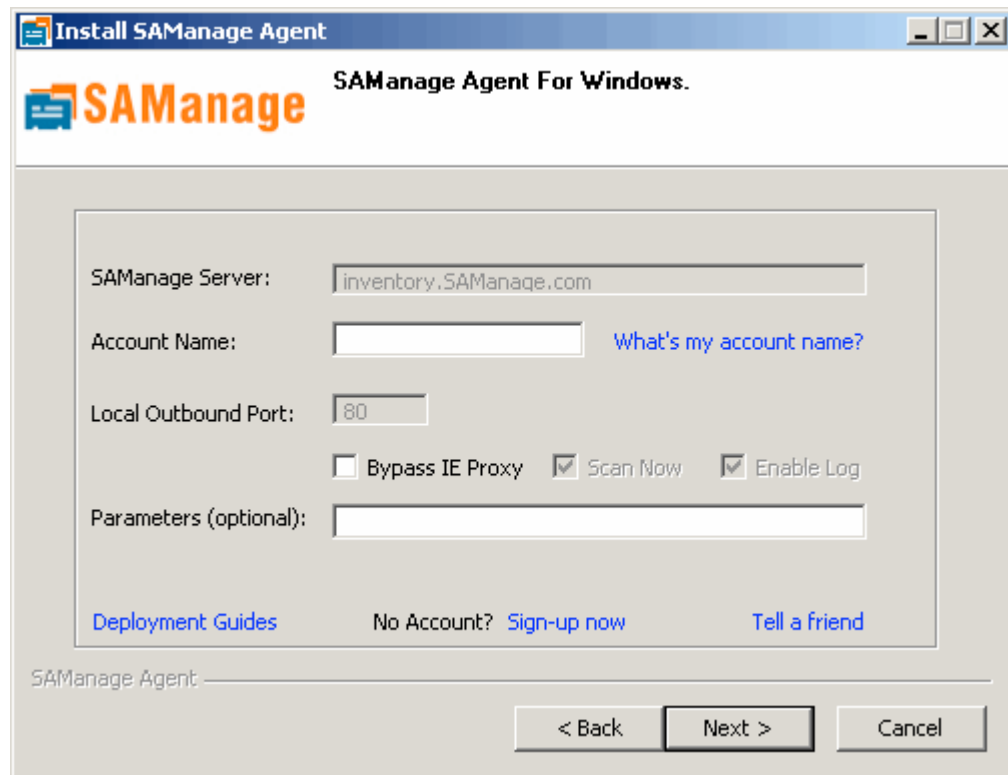 Install SAManage Agent
SAManage
SAManage Agent For Windows.
SAManage Server: inventory.SAManage.com
Account Name: What's my account name?
Local Outbound Port: 80
Bypass IE Proxy Scan Now Enable Log
Parameters (optional):
Deployment Guides No Account? Sign-up now Tell a friend
SAManage Agent
< Back Next > Cancel